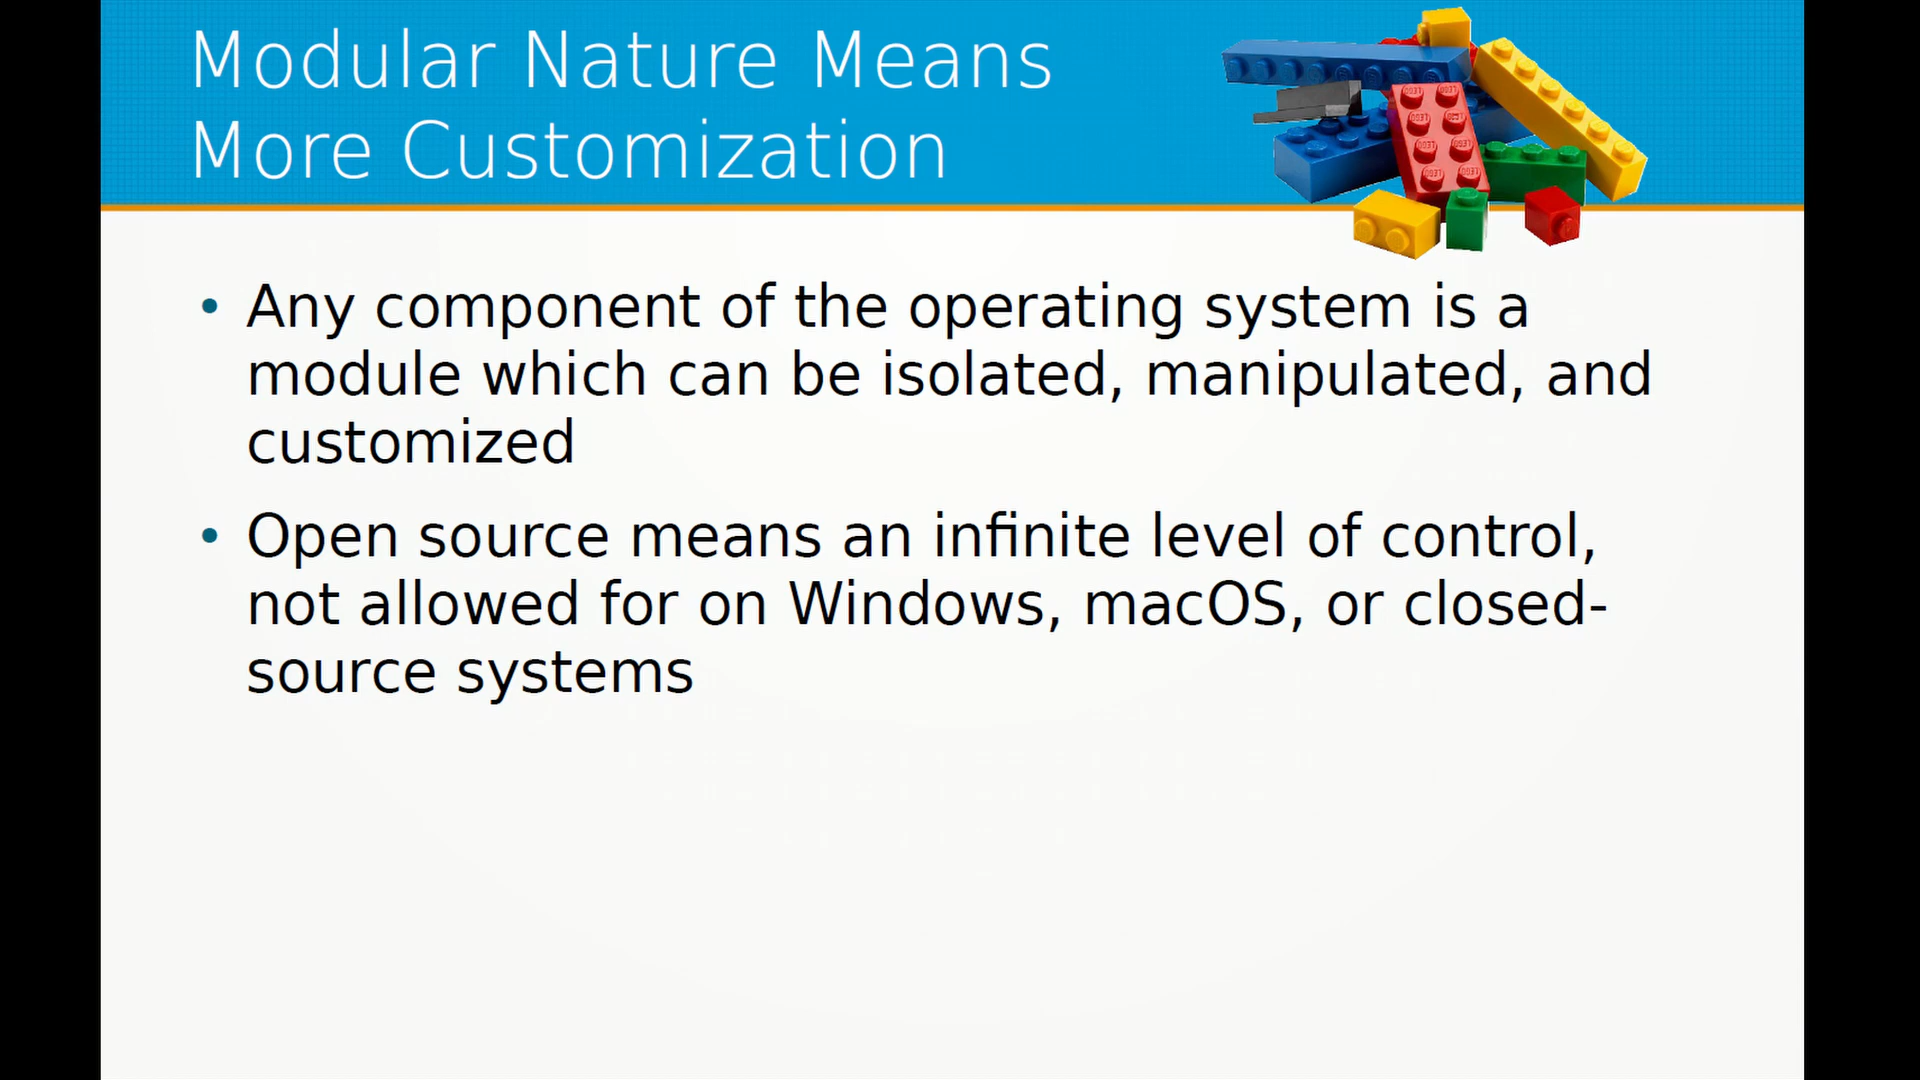 Modular Nature Means
More Customization
• Any component of the operating system is a
module which can be isolated, manipulated, and
customized
• Open source means an infinite level of control,
not allowed for on Windows, macOS, or closed-
source systems